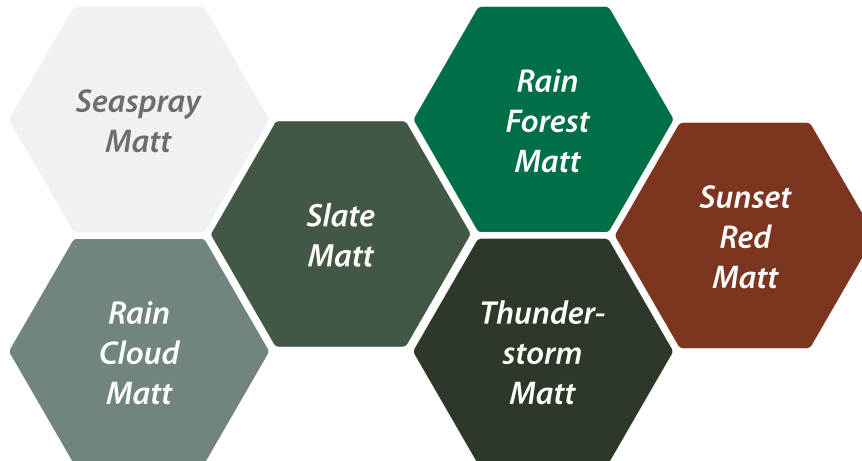 Seaspray
Matt
Rain
Forest
Matt
Slate
Matt
Sunset
Red
Matt
Rain
Cloud
Matt
Thunder-
storm
Matt